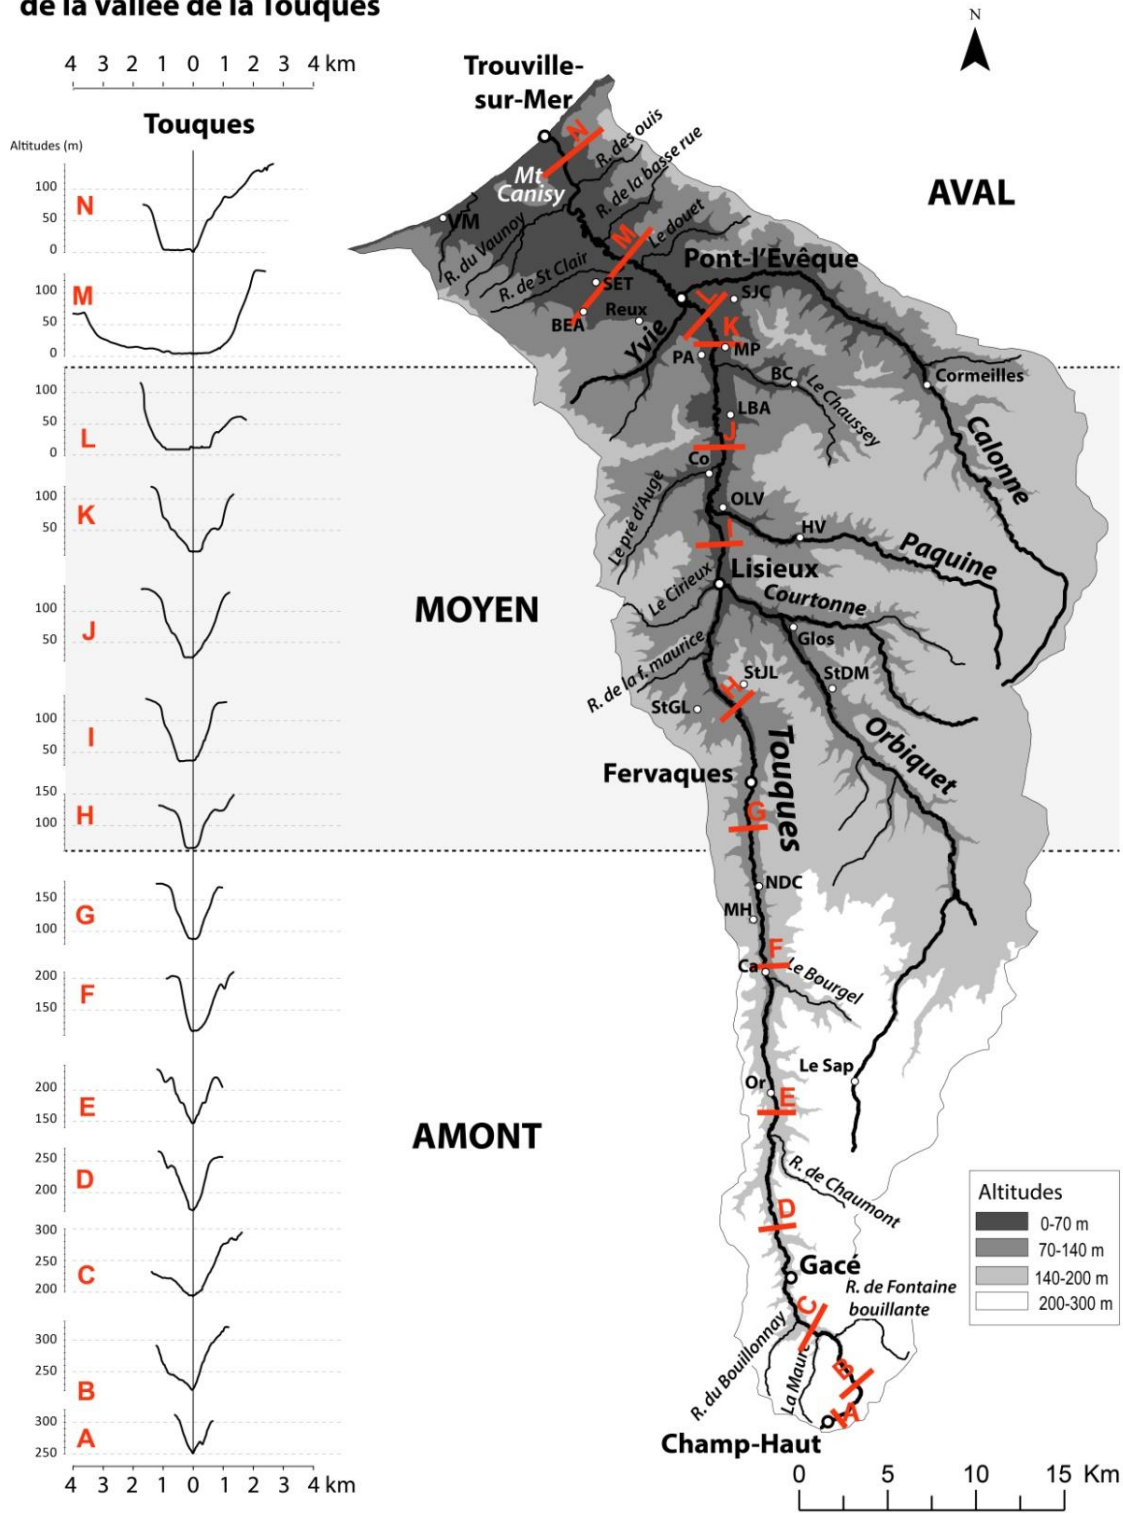 de la vallée de la Touques
4 3 2 1 0 1 2 3 4 km
Touques
Altitudes (m)
N
100
50
0
M
100
50
0
L
100
50
0
K
100
50
J
100
50
I
100
50
H
150
100
G
150
100
F
200
150
E
200
150
D
250
200
C
300
250
200
B
300
250
A
300
250
4 3 2 1 0 1 2 3 4 km
AVAL
MOYEN
AMONT
N
Trouville-
sur-Mer
N
R. des ouis
Mt
Canisy
R. de la basse rue
VM
R. du Vaunoy
M
Le douet
Pont-l'Evêque
R. de St Clair
SET
L
SJC
BEA
Reux
K
Yvie
PA
MP
BC
Cormeilles
Le Chaussey
LBA
Calonne
J
Co
OLV
Le pré d'Auge
HV
I
Paquine
Lisieux
Le Cirieux
Courtonne
Glos
R. de la f. maurice
StJL
StDM
H
StGL
Orbiquet
Touques
Fervaques
G
NDC
MH
F
Ca
Le Bourgel
Le Sap
Or
E
R. de Chaumont
D
Gacé
R. de Fontaine
bouillante
C
R. du Bouillonnay
La Maure
B
A
Champ-Haut
Altitudes
0-70 m
70-140 m
140-200 m
200-300 m
0 5 10 15 Km